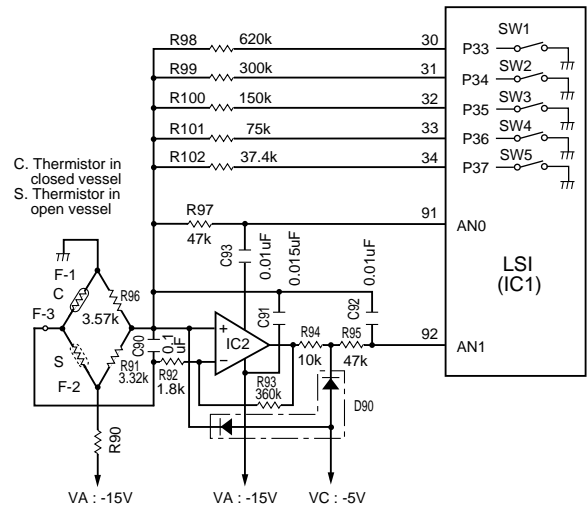 SW1
R98 620k 30 P33
SW2
R99 300k 31 P34
SW3
R100 150k 32 P35
SW4
R101 75k 33 P36
SW5
R102 37.4k 34 P37
C. Thermistor in
closed vessel
S. Thermistor in
open vessel
R97
47k
91 AN0
C93
0.01uF
0.015uF
0.01uF
LSI
(IC1)
F-1
C
R96
F-3
3.57k
C90
0.1
uF
+
−
IC2
C91
C92
R94
10k
R95
47k
92 AN1
S
R91
3.32k
R92
1.8k
R93
360k
F-2
D90
R90
VA : -15V
VA : -15V
VC : -5V